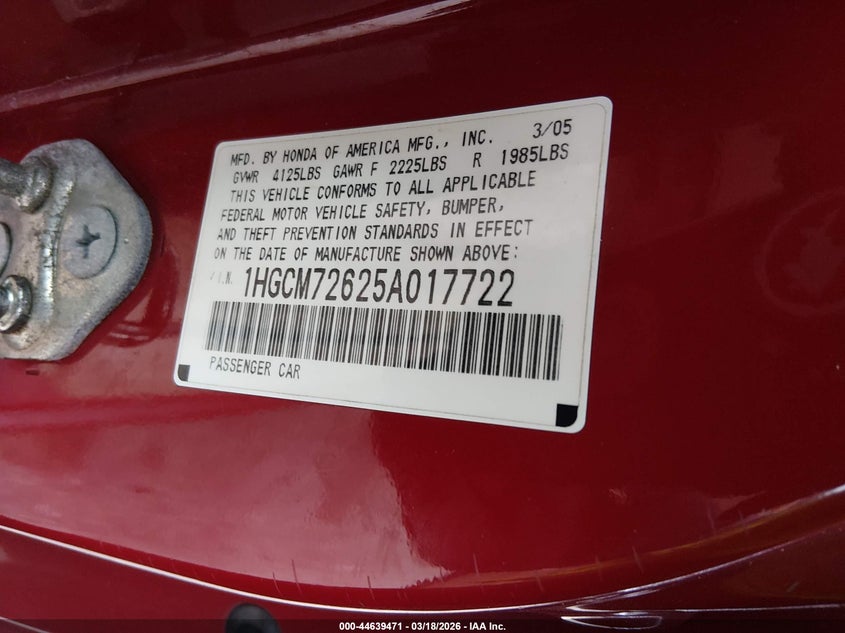 MFD. BY HONDA OF AMERICA MFG., INC. 3/05
GVWR 4125LBS GAWR F 2225LBS R 1985LBS
THIS VEHICLE CONFORMS TO ALL APPLICABLE
FEDERAL MOTOR VEHICLE SAFETY, BUMPER,
AND THEFT PREVENTION STANDARDS IN EFFECT
ON THE DATE OF MANUFACTURE SHOWN ABOVE:
V.I.N. 1HGCM72625A017722
PASSENGER CAR
000-44639471 — 03/18/2026 — IAA Inc.